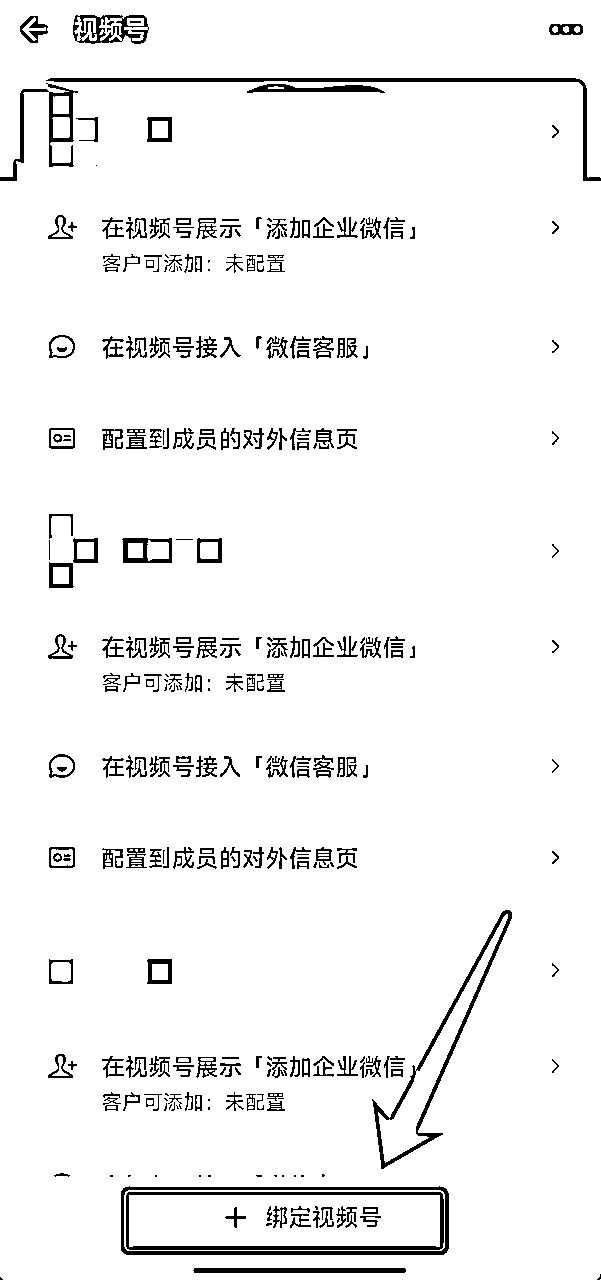 视频号
在视频号展示「添加企业微信」
客户可添加：未配置
在视频号接入「微信客服」
配置到成员的对外信息页
在视频号展示「添加企业微信」
客户可添加：未配置
在视频号接入「微信客服」
配置到成员的对外信息页
在视频号展示「添加企业微信」
客户可添加：未配置
+ 绑定视频号